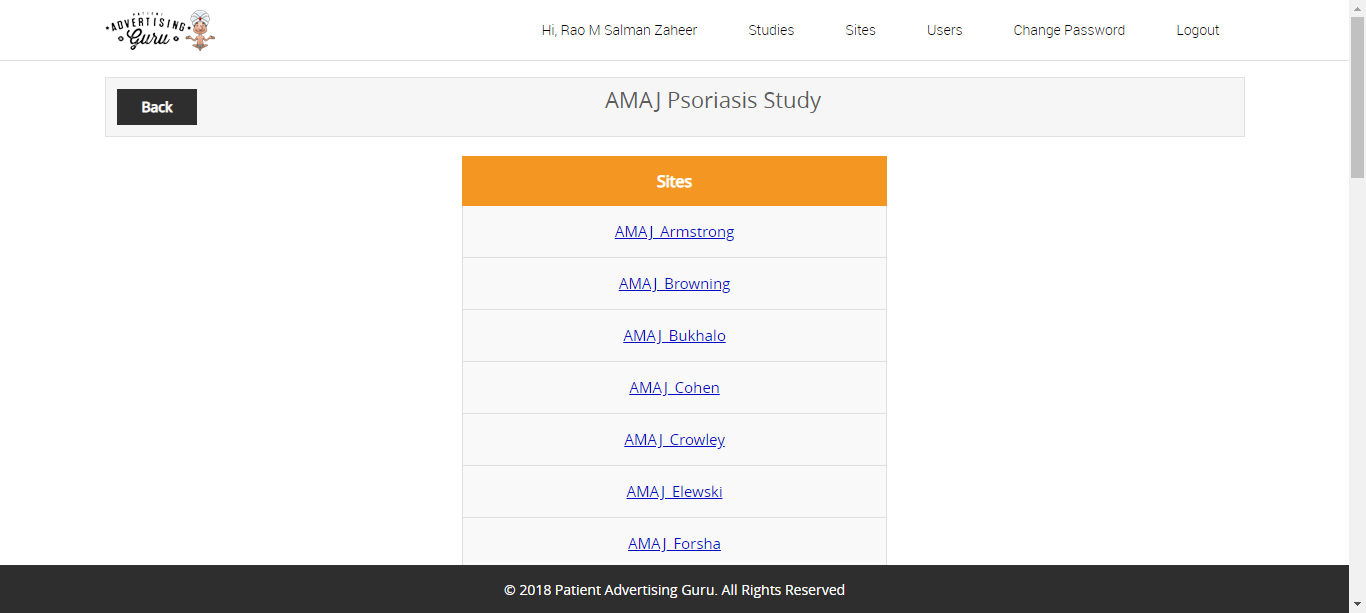 PATIENT
ADVERTISING
Guru
Hi, Rao M Salman Zaheer
Studies
Sites
Users
Change Password
Logout
Back
AMAJ Psoriasis Study
Sites
AMAJ_Armstrong
AMAJ_Browning
AMAJ_Bukhalo
AMAJ_Cohen
AMAJ_Crowley
AMAJ_Elewski
AMAJ_Forsha
© 2018 Patient Advertising Guru. All Rights Reserved